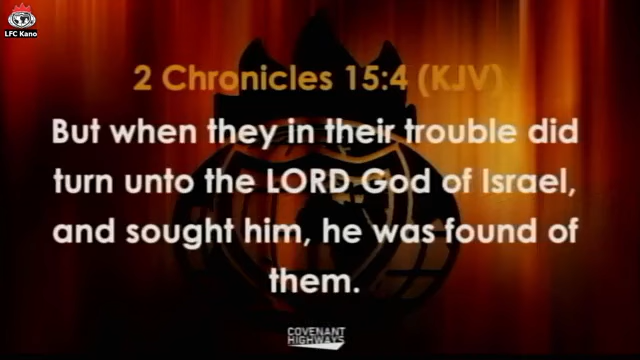 LFC Kano
2 Chronicles 15:4 (KJV)
But when they in their trouble did
turn unto the LORD God of Israel,
and sought him, he was found of
them.
COVENANT
HIGHWAYS